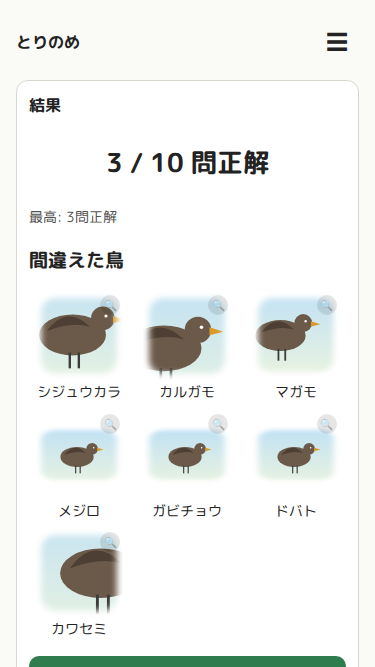 とりのめ
結果
3 / 10 問正解
最高: 3問正解
間違えた鳥
シジュウカラ
カルガモ
マガモ
メジロ
ガビチョウ
ドバト
カワセミ